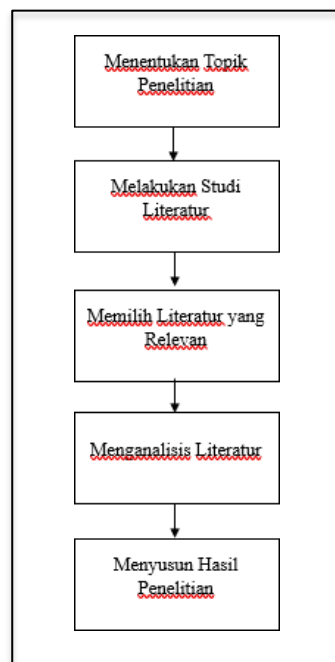 Menentukan Topik
Penelitian
Melakukan Studi
Literatur
Memilih Literatur yang
Relevan
Menganalisis Literatur
Menyusun Hasil
Penelitian